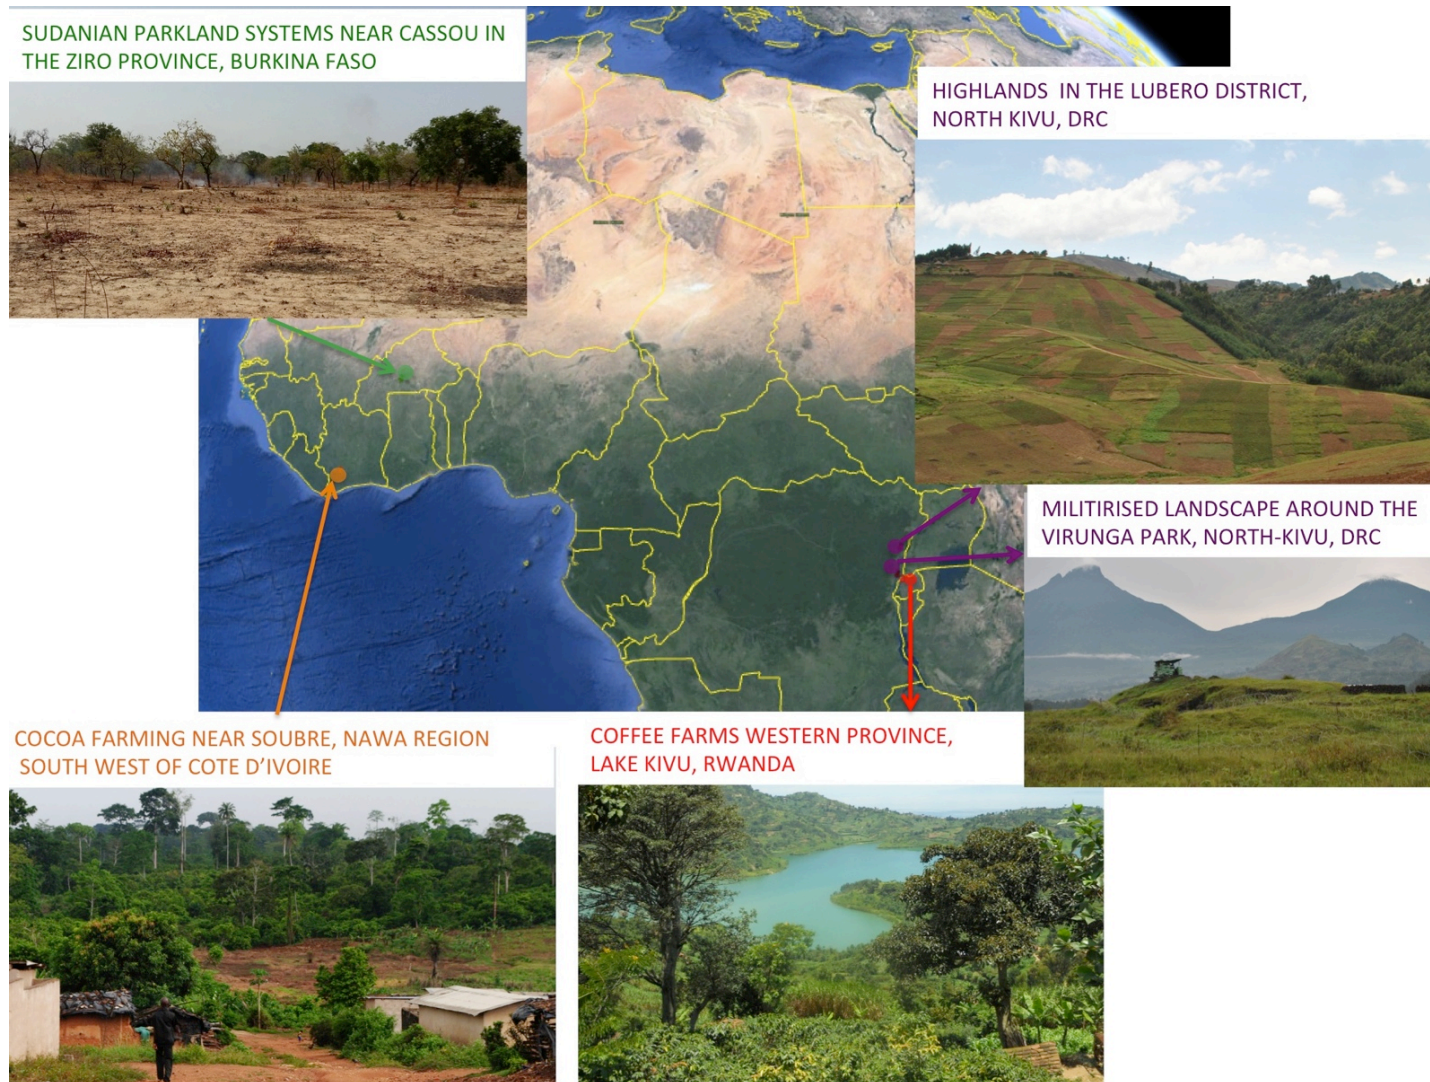 SUDANIAN PARKLAND SYSTEMS NEAR CASSOU IN
THE ZIRO PROVINCE, BURKINA FASO
HIGHLANDS IN THE LUBERO DISTRICT,
NORTH KIVU, DRC
MILITIRISED LANDSCAPE AROUND THE
VIRUNGA PARK, NORTH-KIVU, DRC
COCOA FARMING NEAR SOUBRE, NAWA REGION
SOUTH WEST OF COTE D'IVOIRE
COFFEE FARMS WESTERN PROVINCE,
LAKE KIVU, RWANDA